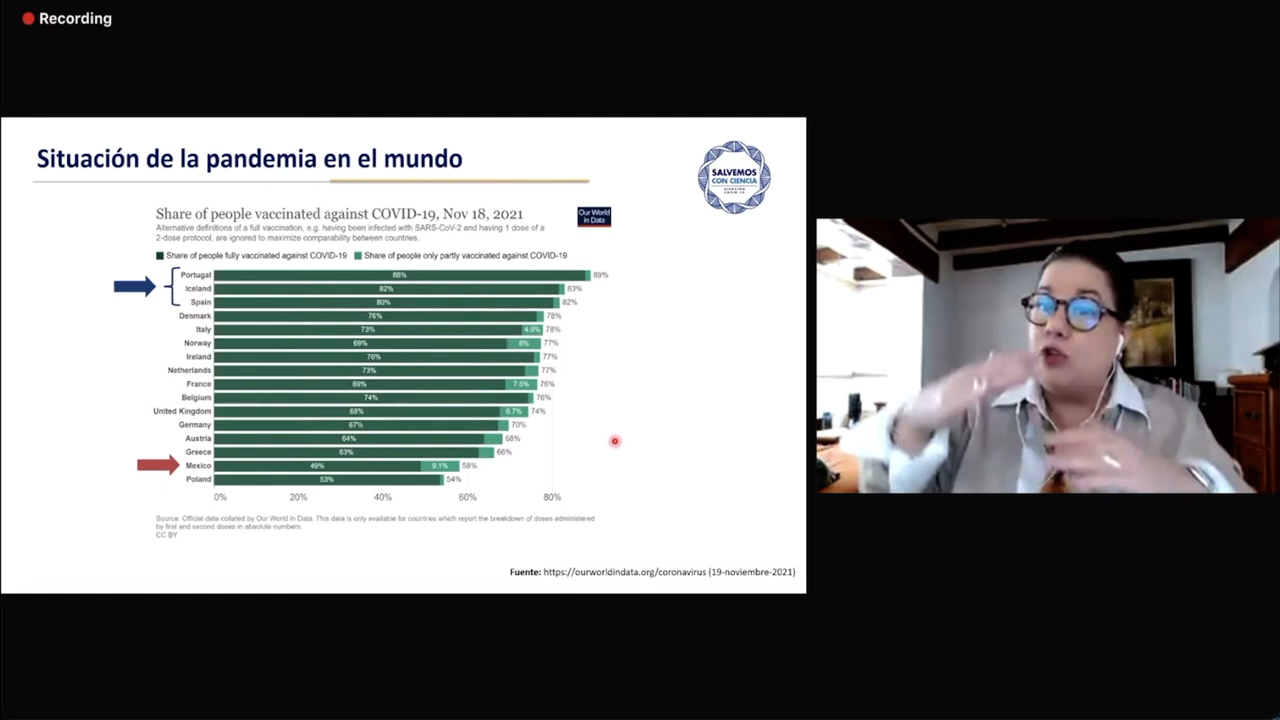 Recording
Situación de la pandemia en el mundo
SALVEMOS
CON CIENCIA
Share of people vaccinated against COVID-19, Nov 18, 2021
Our World
in Data
Alternative definitions of a full vaccination, e.g. having been infected with SARS-CoV-2 and having 1 dose of a
2-dose protocol, are ignored to maximize comparability between countries.
Share of people fully vaccinated against COVID-19 Share of people only partly vaccinated against COVID-19
Portugal 88% 89%
Iceland 82% 83%
Spain 80% 82%
Denmark 76% 78%
Italy 73% 4.9% 78%
Norway 69% 8% 77%
Ireland 76% 77%
Netherlands 73% 77%
France 69% 7.5% 76%
Belgium 74% 76%
United Kingdom 68% 6.7% 74%
Germany 67% 70%
Austria 64% 68%
Greece 63% 66%
Mexico 49% 9.1% 58%
Poland 53% 54%
0% 20% 40% 60% 80%
Source: Official data collated by Our World in Data. This data is only available for countries which report the breakdown of doses administered
by first and second doses in absolute numbers.
CC BY
Fuente: https://ourworldindata.org/coronavirus (19-noviembre-2021)